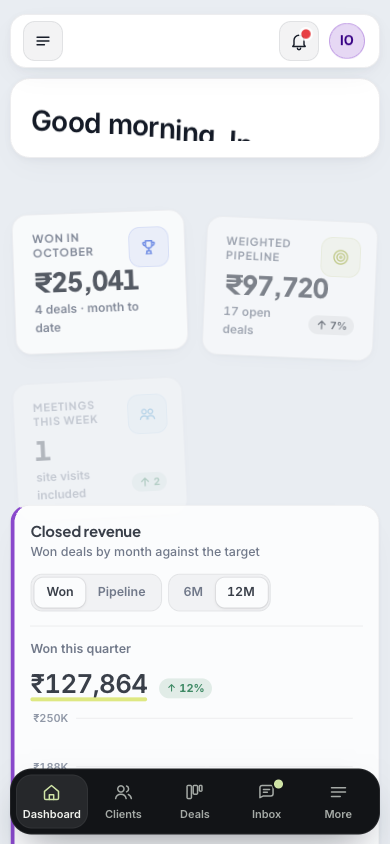 IO
Good morning,
WON IN
OCTOBER
₹25,041
4 deals · month to
date
WEIGHTED
PIPELINE
₹97,720
17 open
deals
↑ 7%
MEETINGS
THIS WEEK
1
site visits
included
↑ 2
Closed revenue
Won deals by month against the target
Won Pipeline 6M 12M
Won this quarter
₹127,864 ↑ 12%
₹250K
₹188K
Dashboard Clients Deals Inbox More